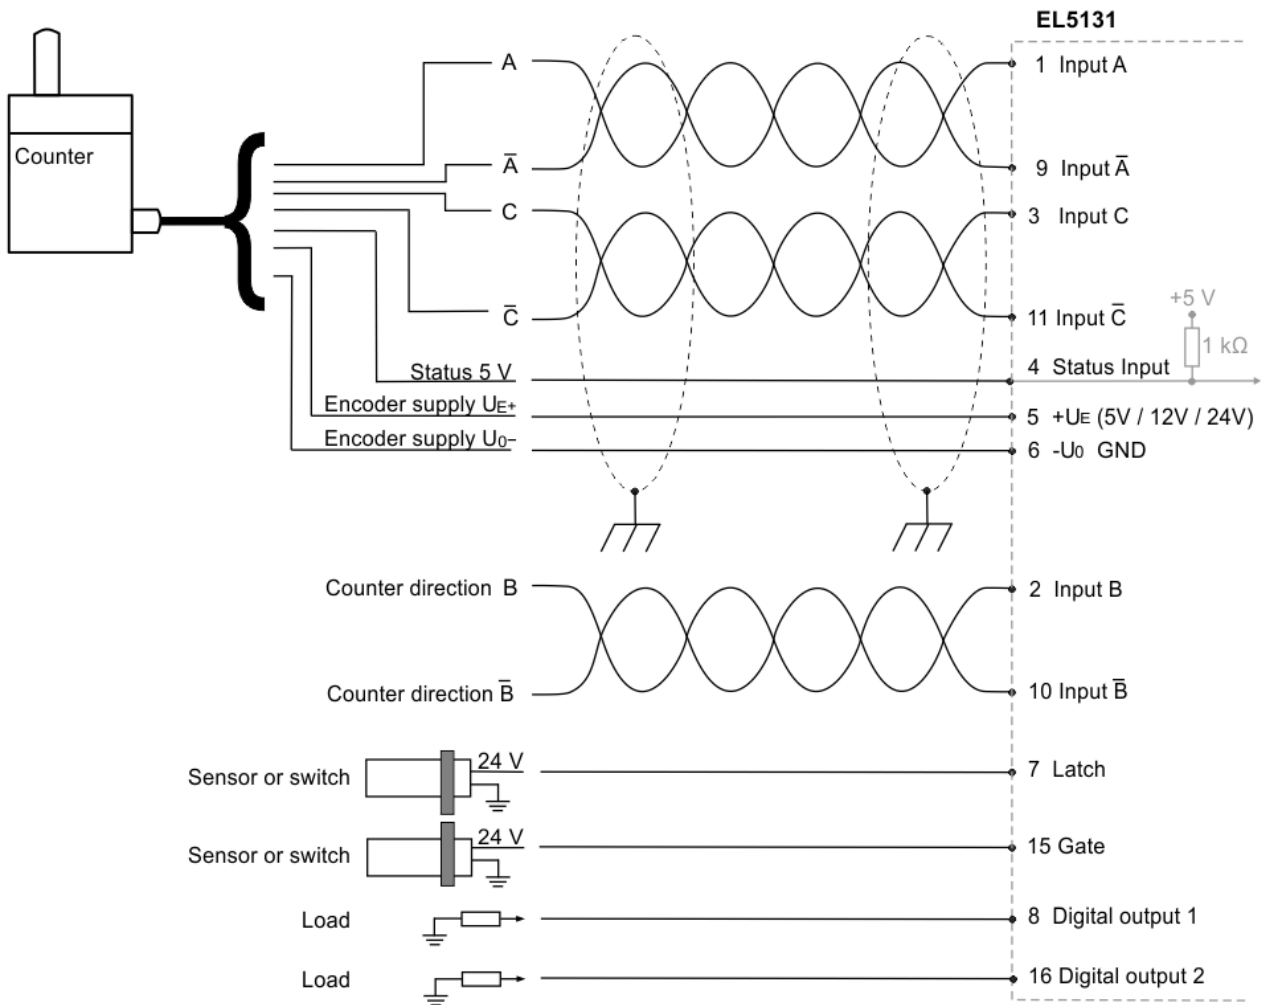 EL5131
A
1 Input A
Counter
A̅
9 Input A̅
C
3 Input C
+5 V
C̅
11 Input C̅
1 kΩ
Status 5 V
4 Status Input
Encoder supply UE+
5 +UE (5V / 12V / 24V)
Encoder supply U0−
6 -U0 GND
Counter direction B
2 Input B
Counter direction B̅
10 Input B̅
Sensor or switch
24 V
7 Latch
Sensor or switch
24 V
15 Gate
Load
8 Digital output 1
Load
16 Digital output 2